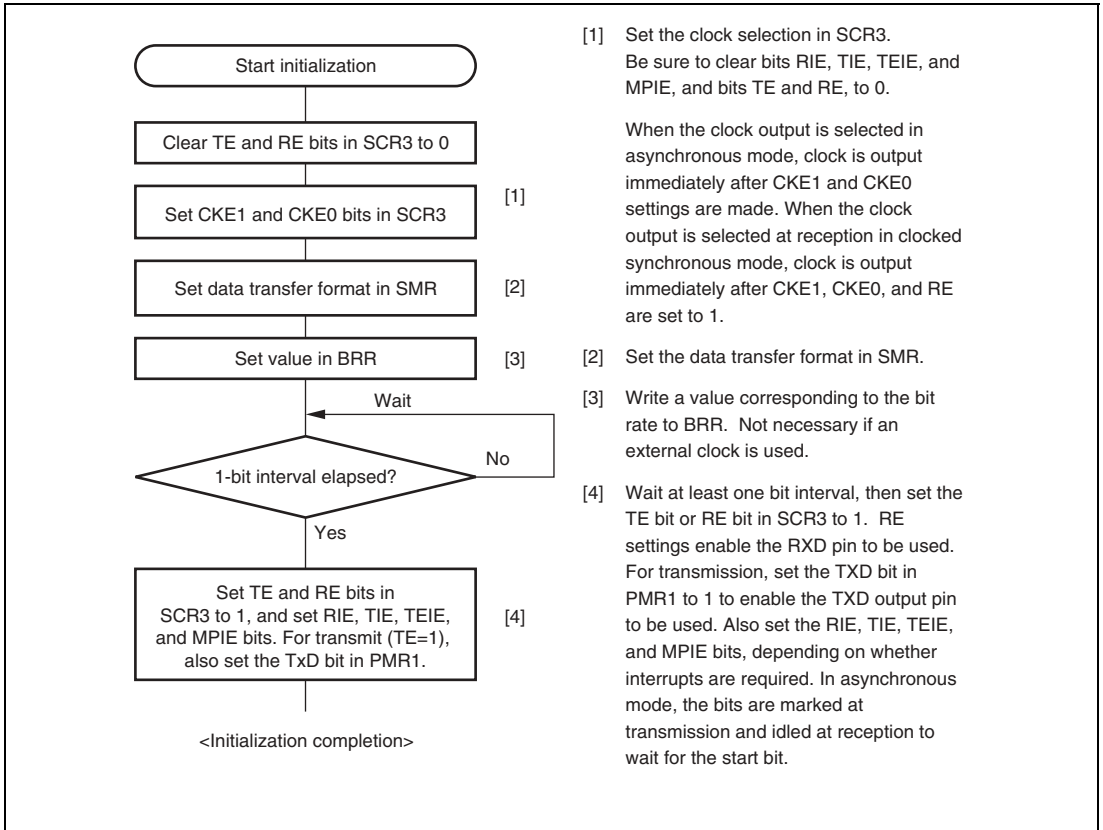 Start initialization
Clear TE and RE bits in SCR3 to 0
Set CKE1 and CKE0 bits in SCR3
[1]
Set data transfer format in SMR
[2]
Set value in BRR
[3]
Wait
1-bit interval elapsed?
No
Yes
Set TE and RE bits in
SCR3 to 1, and set RIE, TIE, TEIE,
and MPIE bits. For transmit (TE=1),
also set the TxD bit in PMR1.
[4]
<Initialization completion>
[1] Set the clock selection in SCR3.
Be sure to clear bits RIE, TIE, TEIE, and
MPIE, and bits TE and RE, to 0.
When the clock output is selected in
asynchronous mode, clock is output
immediately after CKE1 and CKE0
settings are made. When the clock
output is selected at reception in clocked
synchronous mode, clock is output
immediately after CKE1, CKE0, and RE
are set to 1.
[2] Set the data transfer format in SMR.
[3] Write a value corresponding to the bit
rate to BRR. Not necessary if an
external clock is used.
[4] Wait at least one bit interval, then set the
TE bit or RE bit in SCR3 to 1. RE
settings enable the RXD pin to be used.
For transmission, set the TXD bit in
PMR1 to 1 to enable the TXD output pin
to be used. Also set the RIE, TIE, TEIE,
and MPIE bits, depending on whether
interrupts are required. In asynchronous
mode, the bits are marked at
transmission and idled at reception to
wait for the start bit.